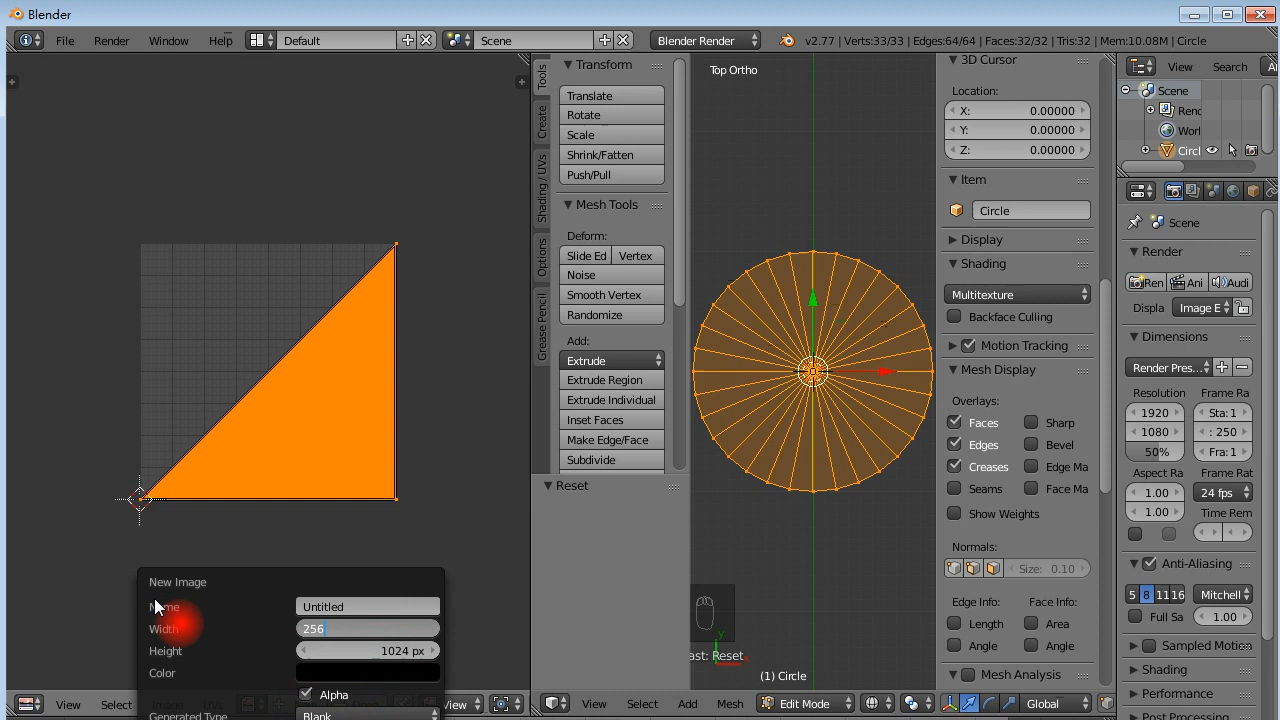 Blender
File Render Window Help Default Scene Blender Render v2.77 | Verts:33/33 | Edges:64/64 | Faces:32/32 | Tris:32 | Mem:10.08M | Circle
Tools
Create
Shading / UVs
Options
Grease Pencil
Transform
Translate
Rotate
Scale
Shrink/Fatten
Push/Pull
Mesh Tools
Deform:
Slide Ed Vertex
Noise
Smooth Vertex
Randomize
Add:
Extrude
Extrude Region
Extrude Individual
Inset Faces
Make Edge/Face
Subdivide
Reset
Top Ortho
y
ast: Reset
(1) Circle
3D Cursor
Location:
X: 0.00000
Y: 0.00000
Z: 0.00000
Item
Circle
Display
Shading
Multitexture
Backface Culling
Motion Tracking
Mesh Display
Overlays:
Faces Sharp
Edges Bevel
Creases Edge Ma
Seams Face Ma
Show Weights
Normals:
Size: 0.10
Edge Info: Face Info:
Length Area
Angle Angle
Mesh Analysis
View Search Al
Scene
Renc
Worl
Circl
Scene
Render
Ren Ani Audi
Displa Image E
Dimensions
Render Pres...
Resolution Frame Ra
1920 Sta: 1
1080 : 250
50% Fra: 1
Aspect Ra Frame Rat
1.00 24 fps
1.00 Time Rem
Anti-Aliasing
5 8 11 16 Mitchell
Full Sa 1.00
Sampled Motion
Shading
Performance
Post Processing
New Image
Name Untitled
Width 256
Height 1024 px
Color
Alpha
Generated Type Blank
View Select View
View Select Add Mesh Edit Mode Global